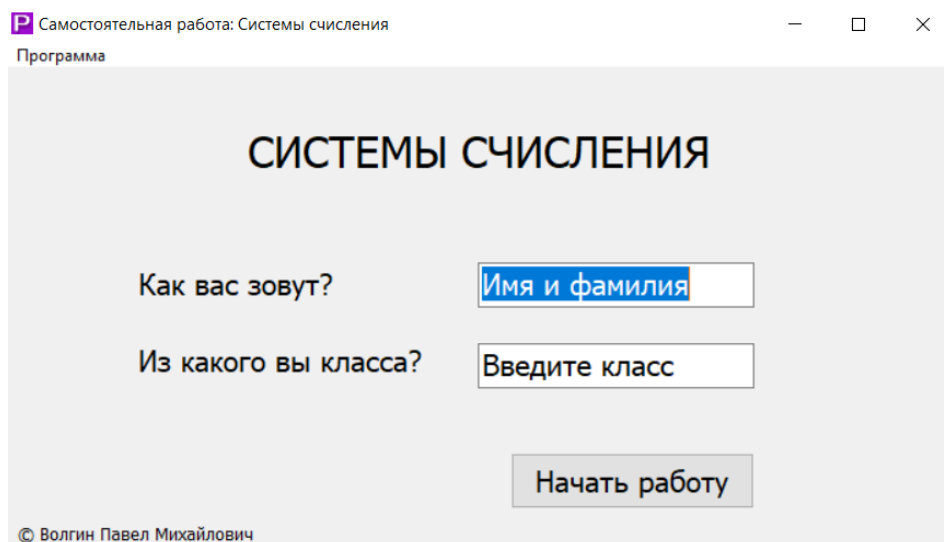 P Самостоятельная работа: Системы счисления
Программа
СИСТЕМЫ СЧИСЛЕНИЯ
Как вас зовут? Имя и фамилия
Из какого вы класса? Введите класс
Начать работу
© Волгин Павел Михайлович